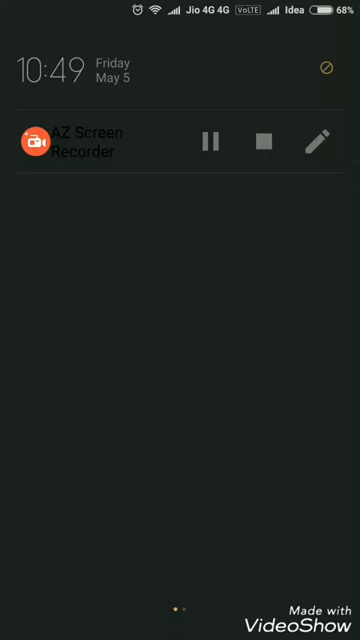 Jio 4G 4G VoLTE Idea 68%
10:49
Friday
May 5
AZ Screen
Recorder
Made with
VideoShow